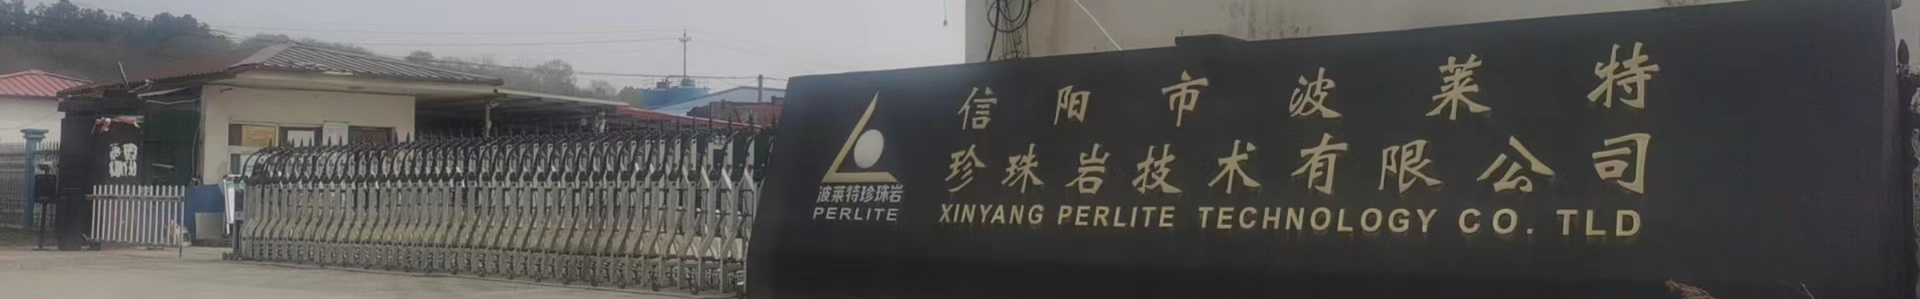 信阳市波莱特
珍珠岩技术有限公司
XINYANG PERLITE TECHNOLOGY CO. TLD
波莱特珍珠岩
PERLITE